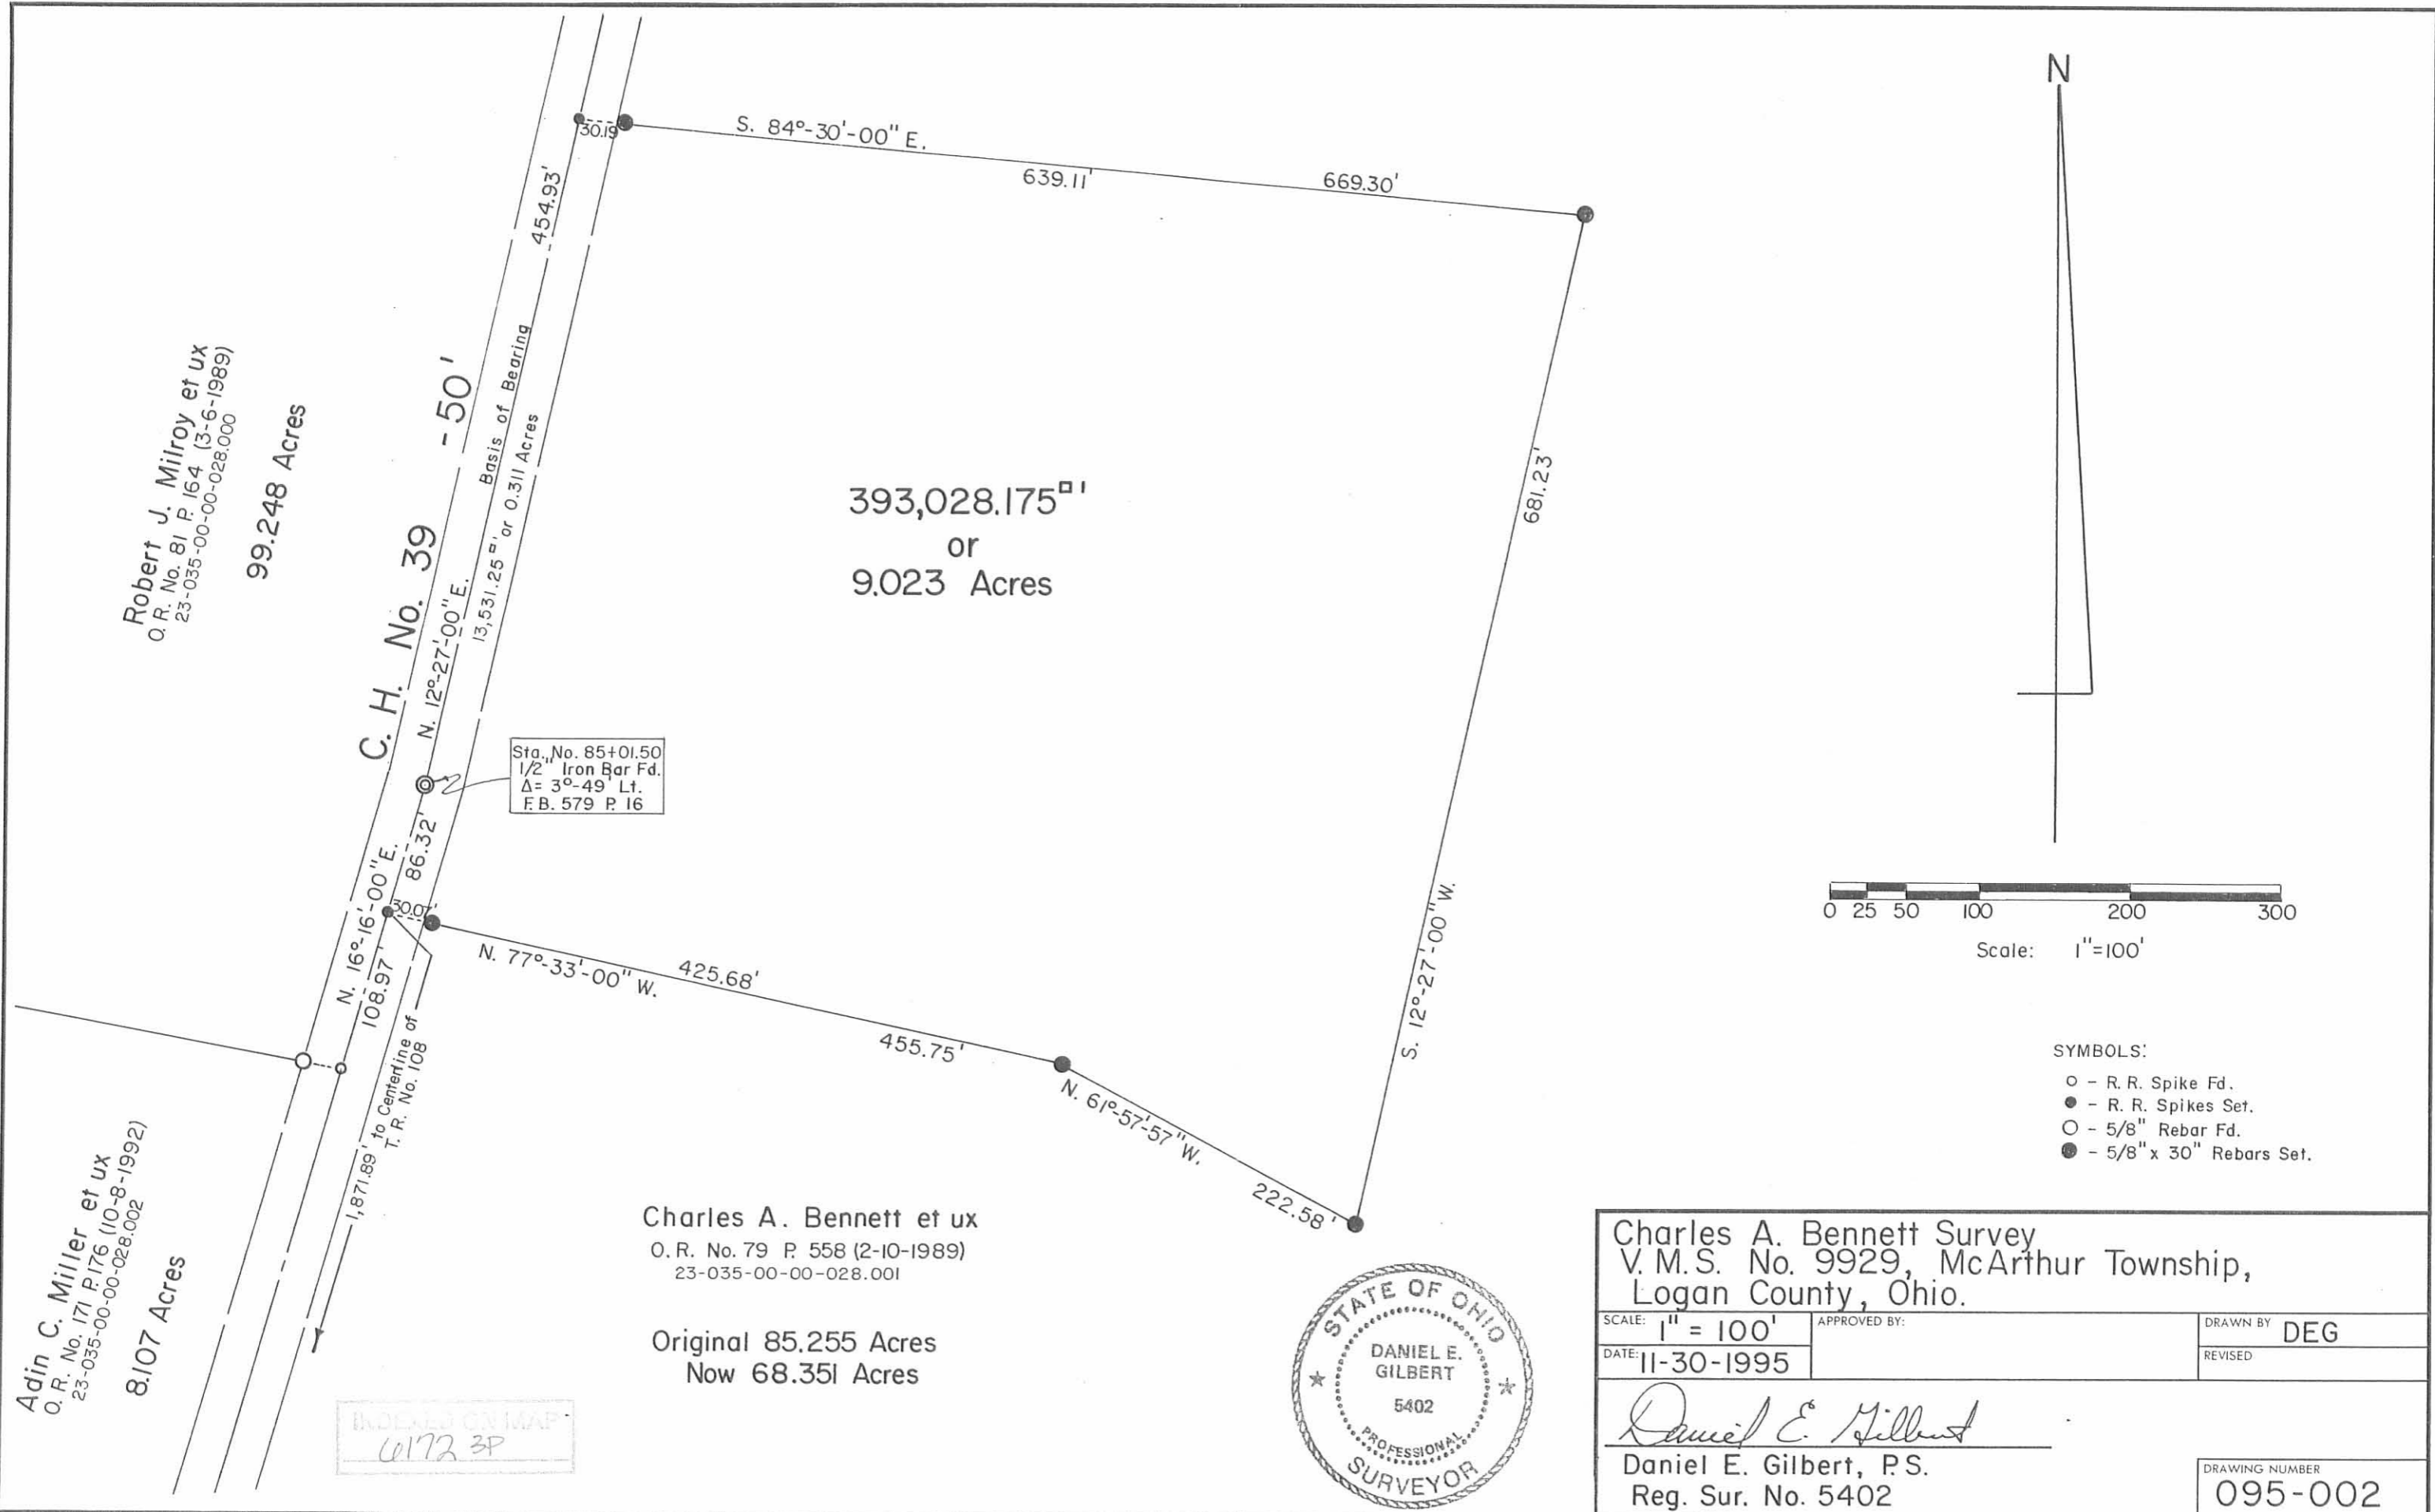 N
S. 84°-30'-00" E.
30.19
639.11'
669.30'
454.93'
Basis of Bearing
N. 12°-27'-00" E.
13,531.25 □' or 0.311 Acres
C. H. No. 39 - 50'
Robert J. Milroy et ux
O. R. No. 81 P. 164 (3-6-1989)
23-035-00-00-028.000
99.248 Acres
393,028.175 □'
or
9.023 Acres
681.23'
S. 12°-27'-00" W.
Sta. No. 85+01.50
1/2" Iron Bar Fd.
Δ= 3°-49' Lt.
F.B. 579 P. 16
86.32'
N. 16°-16'-00" E.
30.07'
108.97'
N. 77°-33'-00" W.
425.68'
455.75'
N. 61°-57'-57" W.
222.58'
1,871.89' to Centerline of
T. R. No. 108
Adin C. Miller et ux
O. R. No. 171 P. 176 (10-8-1992)
23-035-00-00-028.002
8.107 Acres
Charles A. Bennett et ux
O. R. No. 79 P. 558 (2-10-1989)
23-035-00-00-028.001
Original 85.255 Acres
Now 68.351 Acres
INDEXED ON MAP
6172 3P
0 25 50 100 200 300
Scale: 1"=100'
SYMBOLS:
○ - R. R. Spike Fd.
● - R. R. Spikes Set.
○ - 5/8" Rebar Fd.
● - 5/8" x 30" Rebars Set.
STATE OF OHIO
DANIEL E.
GILBERT
5402
PROFESSIONAL
SURVEYOR
Charles A. Bennett Survey
V. M. S. No. 9929, McArthur Township,
Logan County, Ohio.
SCALE: 1" = 100'
APPROVED BY:
DRAWN BY DEG
DATE: 11-30-1995
REVISED
Daniel E. Gilbert
Daniel E. Gilbert, P.S.
Reg. Sur. No. 5402
DRAWING NUMBER
095-002